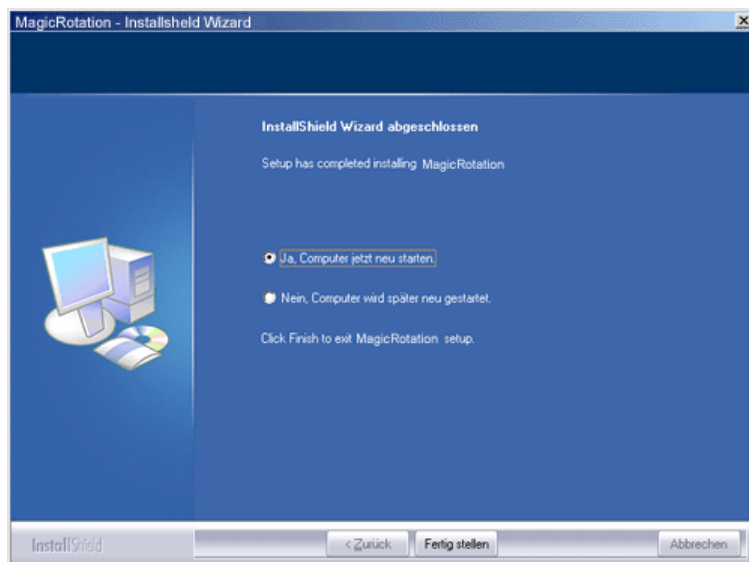 MagicRotation - Installsheld Wizard
InstallShield Wizard abgeschlossen
Setup has completed installing MagicRotation
Ja, Computer jetzt neu starten.
Nein, Computer wird später neu gestartet.
Click Finish to exit MagicRotation setup.
InstallShield
< Zurück
Fertig stellen
Abbrechen